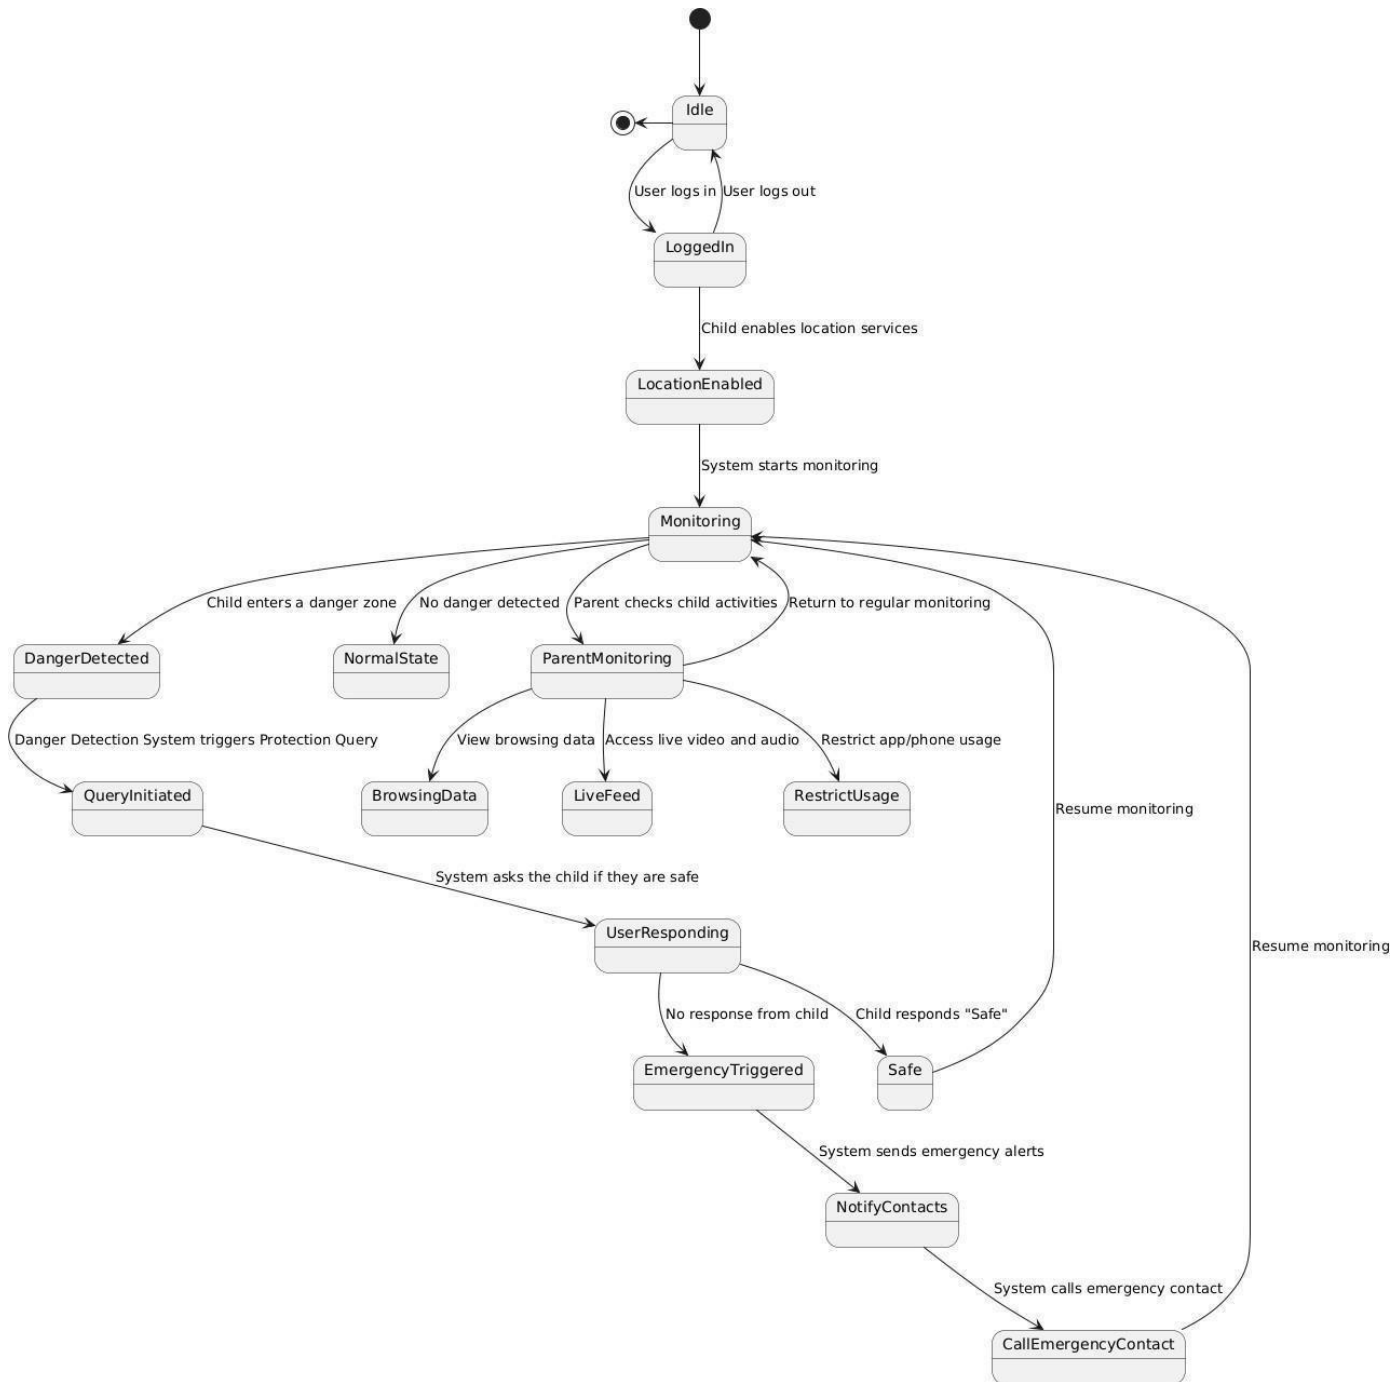 Idle
User logs in
User logs out
LoggedIn
Child enables location services
LocationEnabled
System starts monitoring
Monitoring
Child enters a danger zone
No danger detected
Parent checks child activities
Return to regular monitoring
DangerDetected
NormalState
ParentMonitoring
Danger Detection System triggers Protection Query
View browsing data
Access live video and audio
Restrict app/phone usage
QueryInitiated
BrowsingData
LiveFeed
RestrictUsage
Resume monitoring
System asks the child if they are safe
UserResponding
Resume monitoring
No response from child
Child responds "Safe"
EmergencyTriggered
Safe
System sends emergency alerts
NotifyContacts
System calls emergency contact
CallEmergencyContact